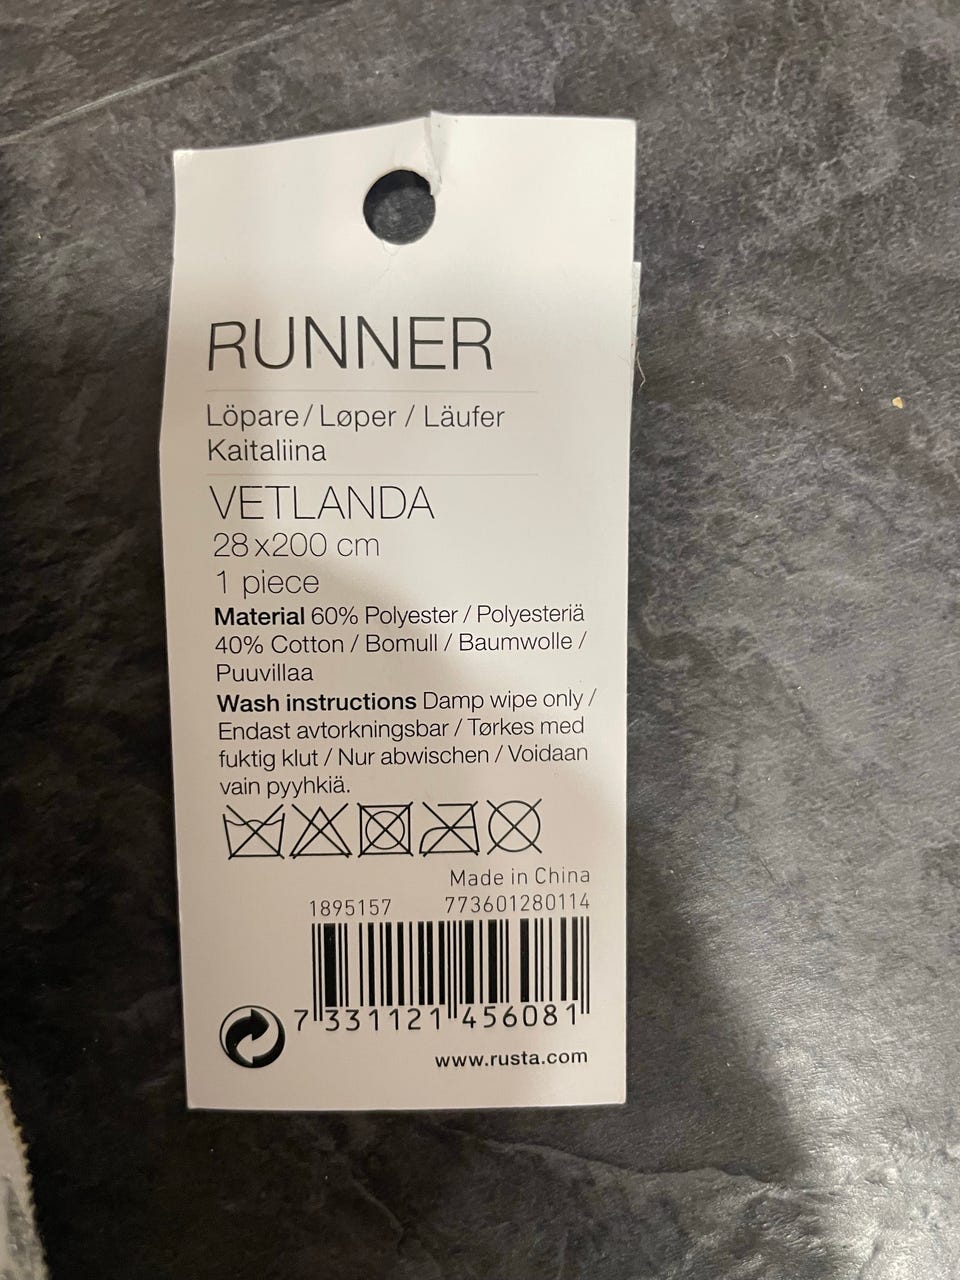 RUNNER
Löpare / Løper / Läufer
Kaitaliina
VETLANDA
28x200 cm
1 piece
Material 60% Polyester / Polyesteriä
40% Cotton / Bomull / Baumwolle /
Puuvillaa
Wash instructions Damp wipe only /
Endast avtorkningsbar / Tørkes med
fuktig klut / Nur abwischen / Voidaan
vain pyyhkiä.
Made in China
1895157 773601280114
7 331121 456081
www.rusta.com